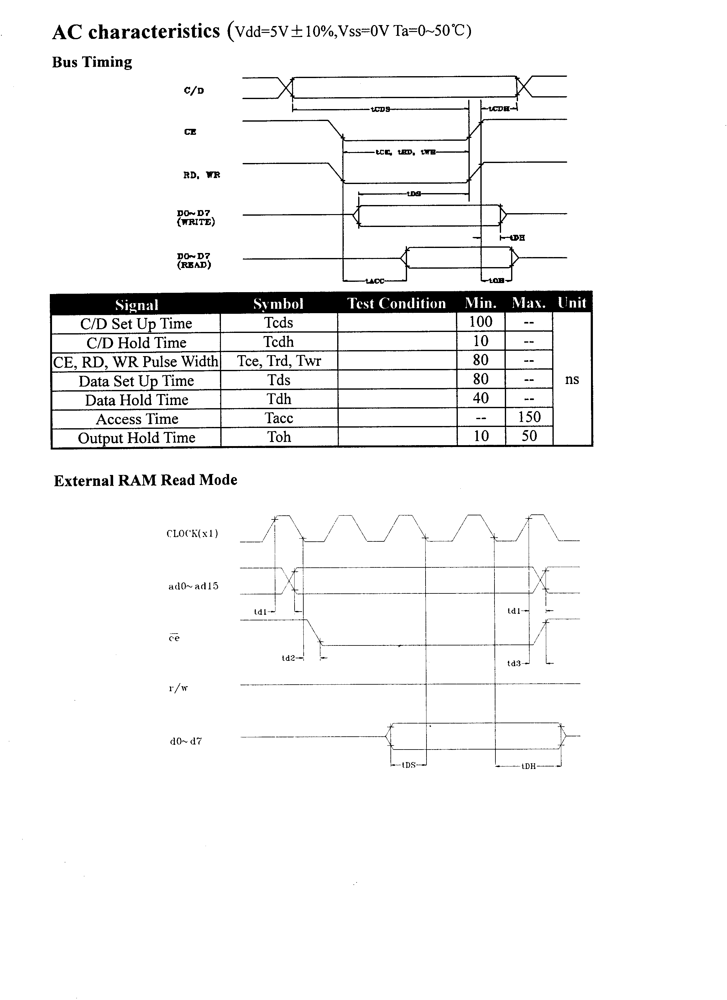 AC characteristics (Vdd=5V±10%,Vss=0V Ta=0~50℃)
Bus Timing
C/D
tCDS
tCDH
CE
tCE, tRD, tWR
RD, WR
tDS
D0~D7
(WRITE)
tDH
D0~D7
(READ)
tACC
tOH
Signal Symbol Test Condition Min. Max. Unit
C/D Set Up Time Tcds 100 --
C/D Hold Time Tcdh 10 --
CE, RD, WR Pulse Width Tce, Trd, Twr 80 --
Data Set Up Time Tds 80 -- ns
Data Hold Time Tdh 40 --
Access Time Tacc -- 150
Output Hold Time Toh 10 50
External RAM Read Mode
CLOCK(x1)
ad0~ad15
td1
td1
ce
td2
td3
r/w
d0~d7
tDS
tDH